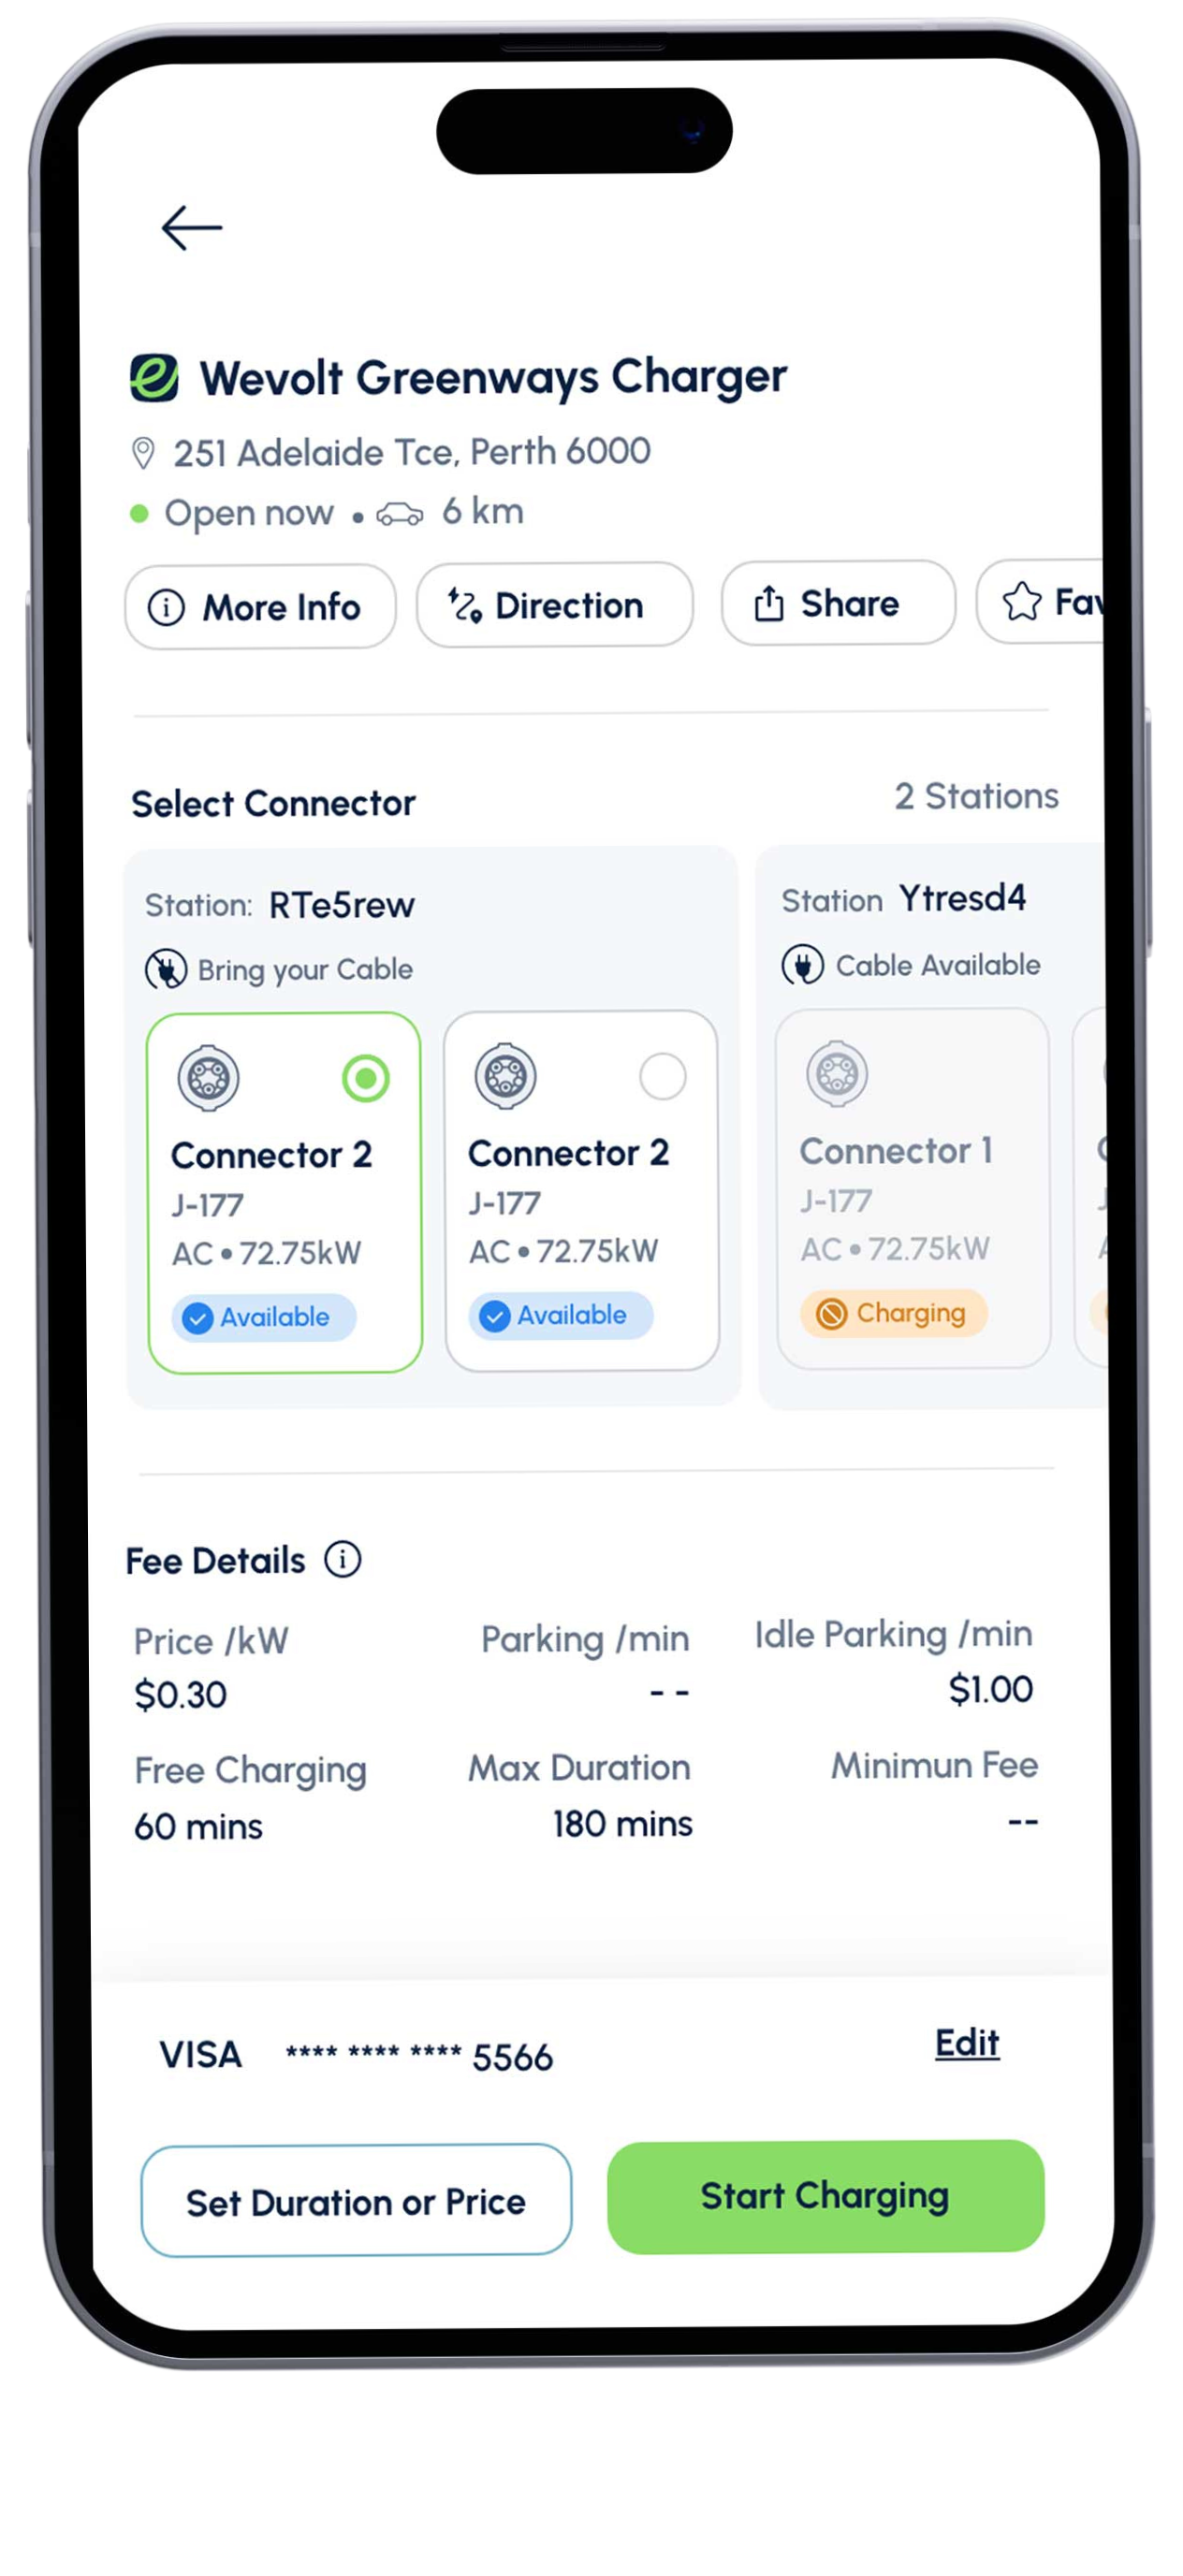 Wevolt Greenways Charger
251 Adelaide Tce, Perth 6000
Open now • 6 km
More Info
Direction
Share
Fav
Select Connector
2 Stations
Station: RTe5rew
Bring your Cable
Connector 2
J-177
AC • 72.75kW
Available
Connector 2
J-177
AC • 72.75kW
Available
Station Ytresd4
Cable Available
Connector 1
J-177
AC • 72.75kW
Charging
Fee Details
Price /kW
$0.30
Parking /min
- -
Idle Parking /min
$1.00
Free Charging
60 mins
Max Duration
180 mins
Minimun Fee
--
VISA **** **** **** 5566
Edit
Set Duration or Price
Start Charging